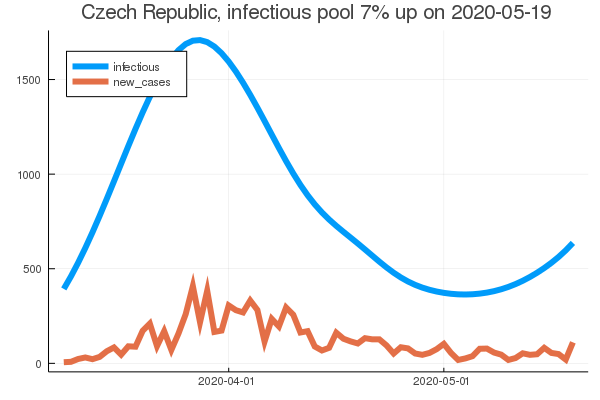 Czech Republic, infectious pool 7% up on 2020-05-19
infectious
new_cases
1500
1000
500
0
2020-04-01
2020-05-01